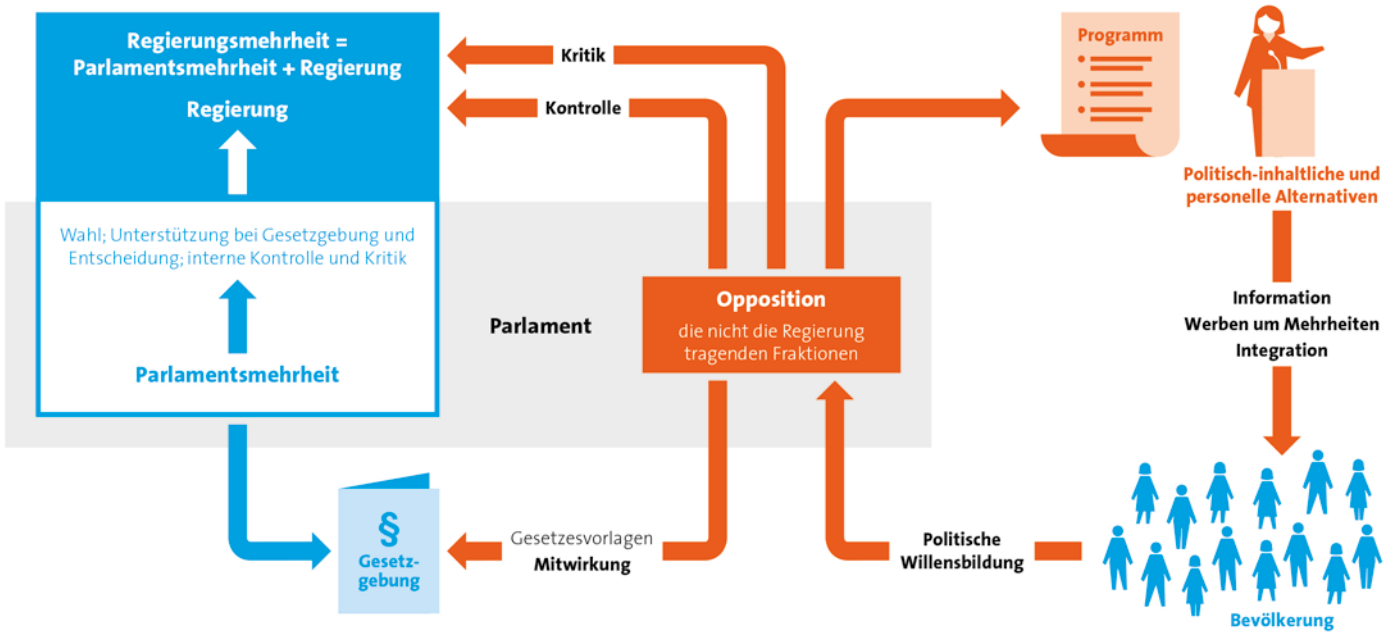 Regierungsmehrheit =
Parlamentsmehrheit + Regierung
Regierung
Wahl; Unterstützung bei Gesetzgebung und
Entscheidung; interne Kontrolle und Kritik
Parlamentsmehrheit
Parlament
Kritik
Kontrolle
Opposition
die nicht die Regierung
tragenden Fraktionen
Programm
Politisch-inhaltliche und
personelle Alternativen
Information
Werben um Mehrheiten
Integration
§
Gesetz-
gebung
Gesetzesvorlagen
Mitwirkung
Politische
Willensbildung
Bevölkerung